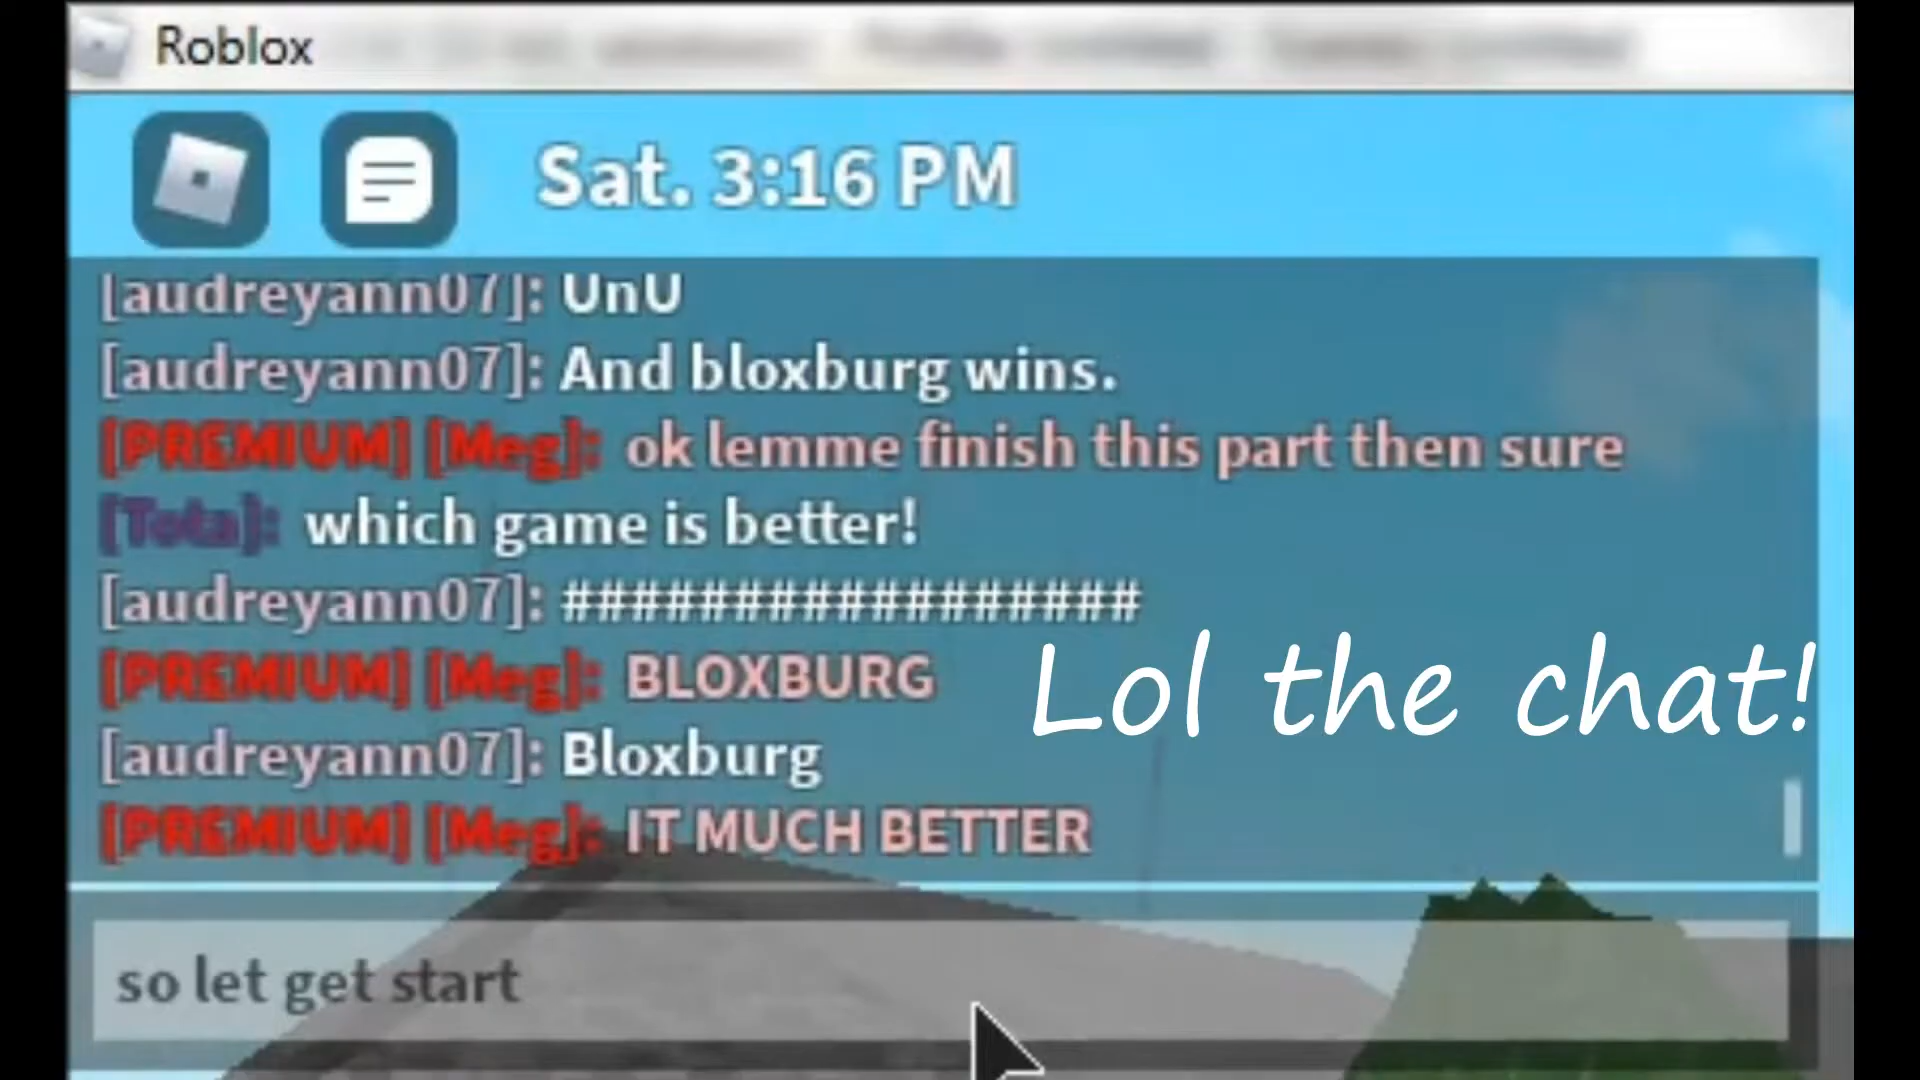 Roblox
Sat. 3:16 PM
[audreyann07]: UnU
[audreyann07]: And bloxburg wins.
[PREMIUM] [Meg]: ok lemme finish this part then sure
[Tota]: which game is better!
[audreyann07]: #################
[PREMIUM] [Meg]: BLOXBURG
Lol the chat!
[audreyann07]: Bloxburg
[PREMIUM] [Meg]: IT MUCH BETTER
so let get start